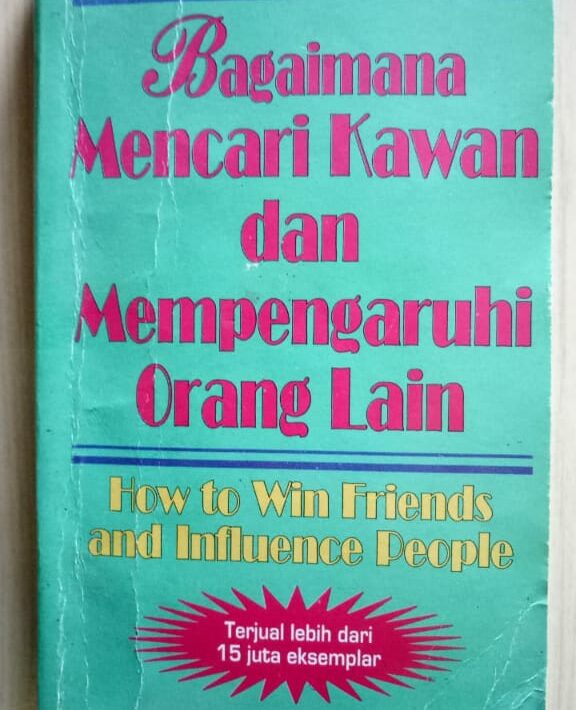 Bagaimana
Mencari Kawan
dan
Mempengaruhi
Orang Lain
How to Win Friends
and Influence People
Terjual lebih dari
15 juta eksemplar